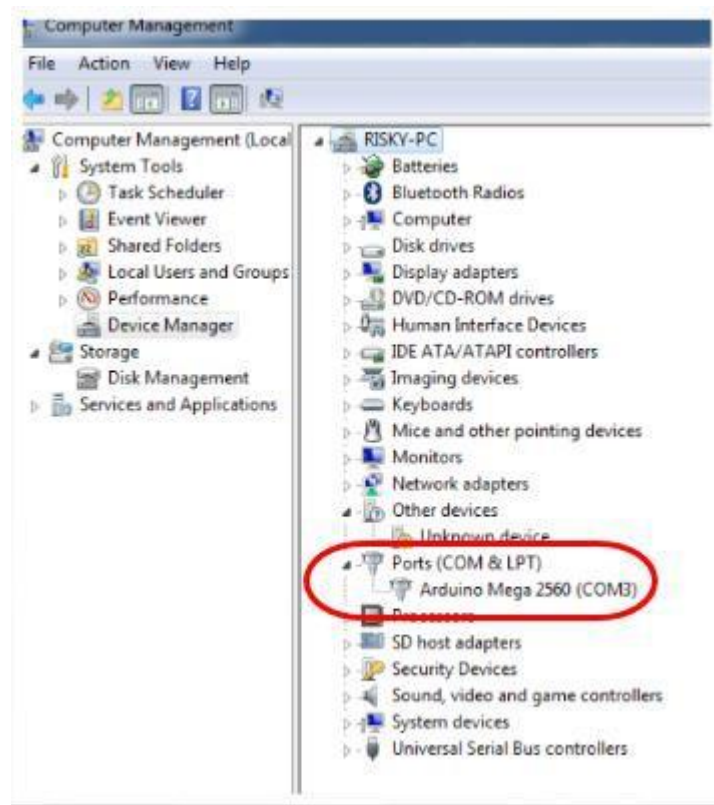 Computer Management
File Action View Help
Computer Management (Local
System Tools
Task Scheduler
Event Viewer
Shared Folders
Local Users and Groups
Performance
Device Manager
Storage
Disk Management
Services and Applications
RISKY-PC
Batteries
Bluetooth Radios
Computer
Disk drives
Display adapters
DVD/CD-ROM drives
Human Interface Devices
IDE ATA/ATAPI controllers
Imaging devices
Keyboards
Mice and other pointing devices
Monitors
Network adapters
Other devices
Unknown device
Ports (COM & LPT)
Arduino Mega 2560 (COM3)
Processors
SD host adapters
Security Devices
Sound, video and game controllers
System devices
Universal Serial Bus controllers